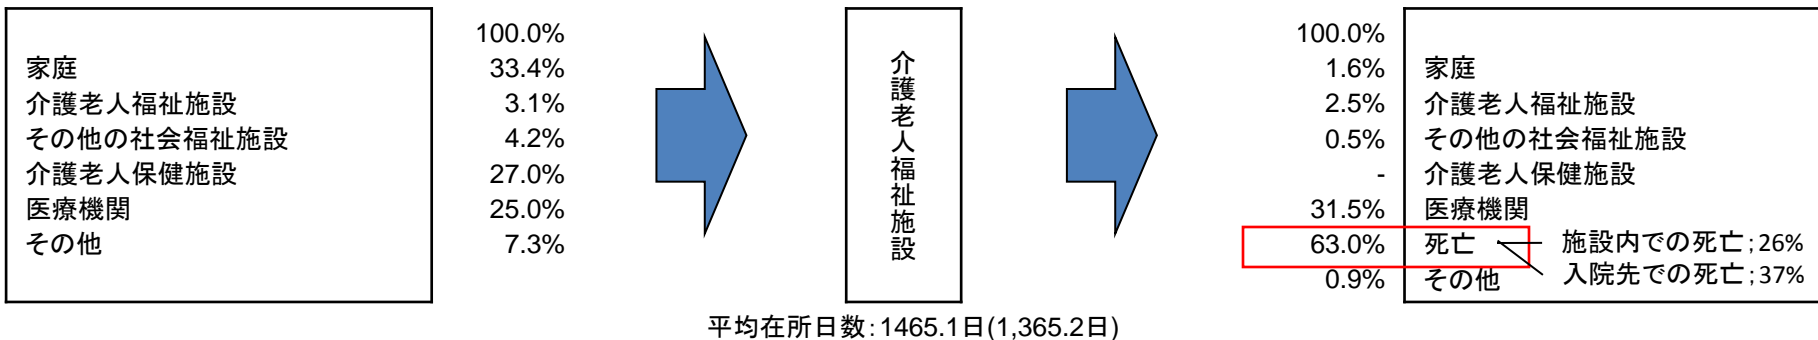 100.0%
家庭 33.4%
介護老人福祉施設 3.1%
その他の社会福祉施設 4.2%
介護老人保健施設 27.0%
医療機関 25.0%
その他 7.3%
介護老人福祉施設
100.0%
1.6% 家庭
2.5% 介護老人福祉施設
0.5% その他の社会福祉施設
- 介護老人保健施設
31.5% 医療機関
63.0% 死亡 施設内での死亡;26%
入院先での死亡;37%
0.9% その他
平均在所日数:1465.1日(1,365.2日)